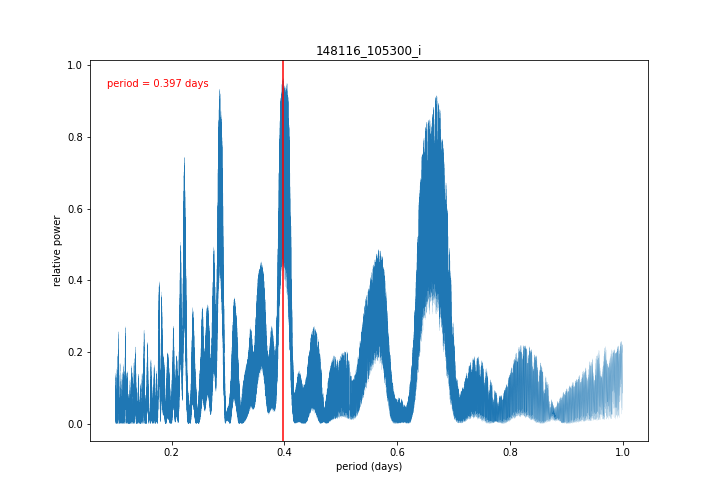 148116_105300_i
period = 0.397 days
relative power
1.0
0.8
0.6
0.4
0.2
0.0
0.2 0.4 0.6 0.8 1.0
period (days)